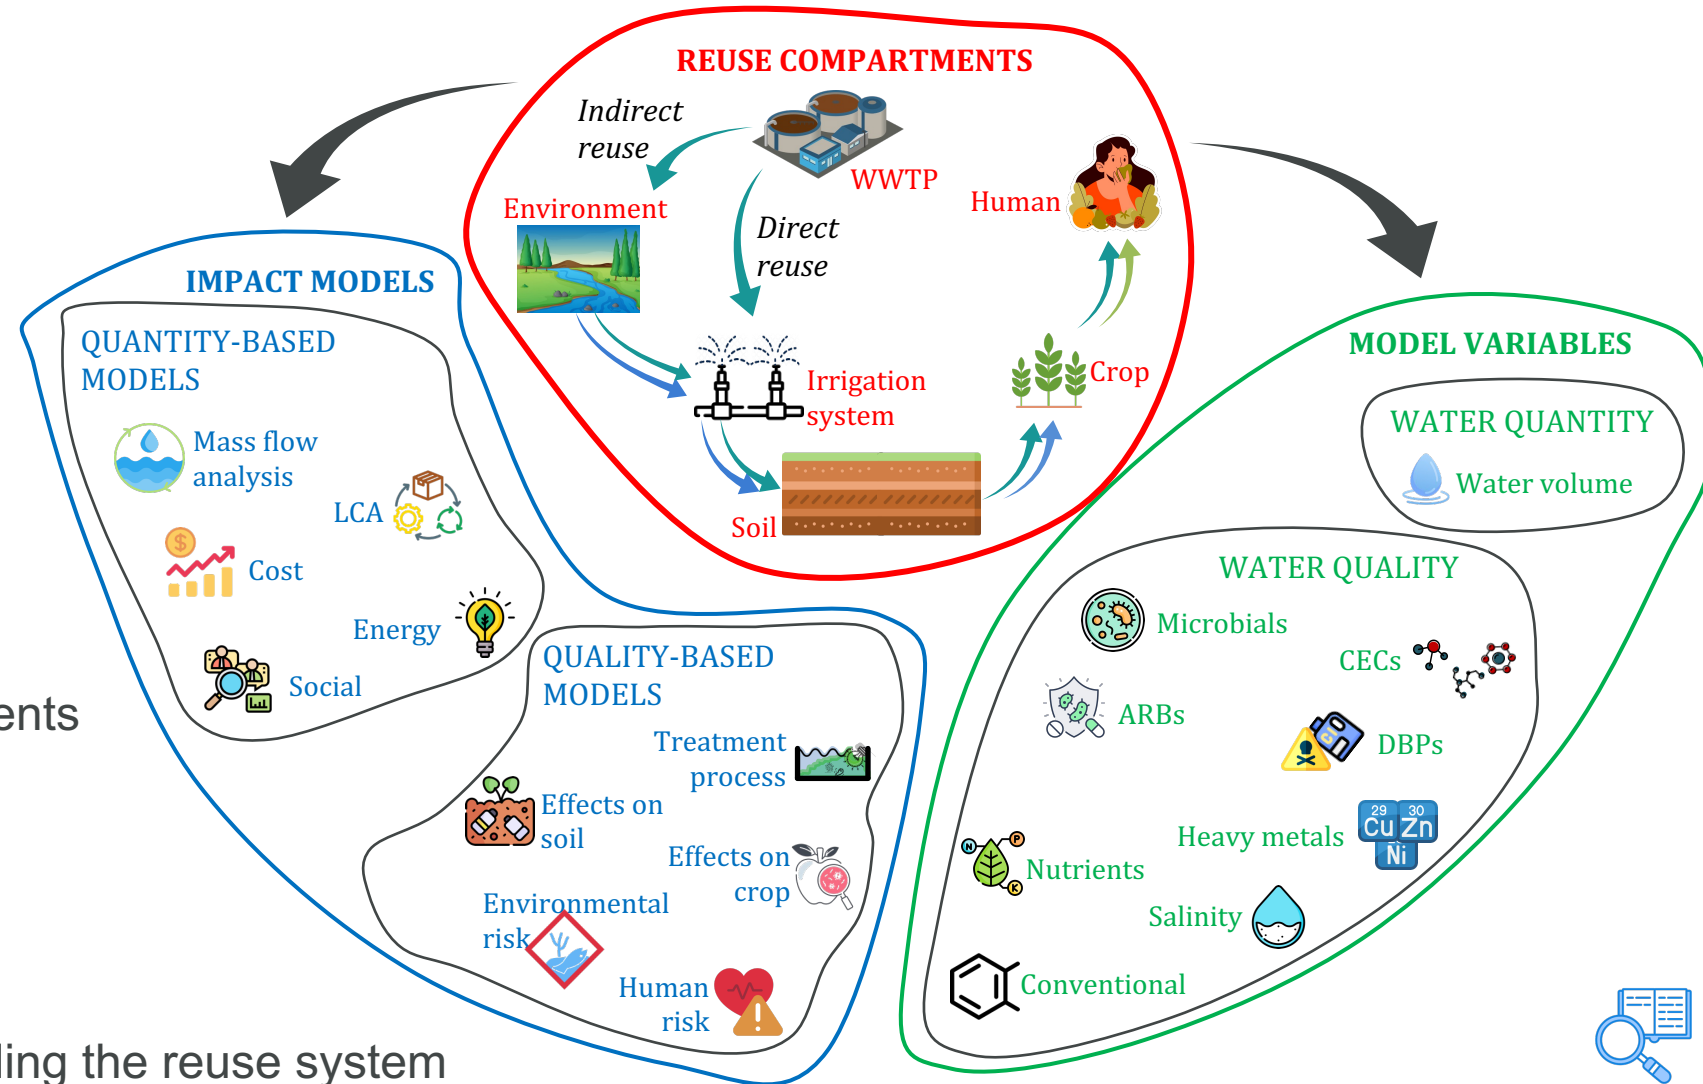 REUSE COMPARTMENTS
Indirect
reuse
WWTP
Human
Environment
Direct
reuse
Irrigation
system
Crop
Soil
IMPACT MODELS
QUANTITY-BASED
MODELS
Mass flow
analysis
LCA
$
Cost
Energy
Social
QUALITY-BASED
MODELS
Treatment
process
Effects on
soil
Effects on
crop
Environmental
risk
Human
risk
MODEL VARIABLES
WATER QUANTITY
Water volume
WATER QUALITY
Microbials
CECs
ARBs
DBPs
Cl
Heavy metals
29
Cu
30
Zn
Ni
N
P
K
Nutrients
Salinity
Conventional
ents
ling the reuse system